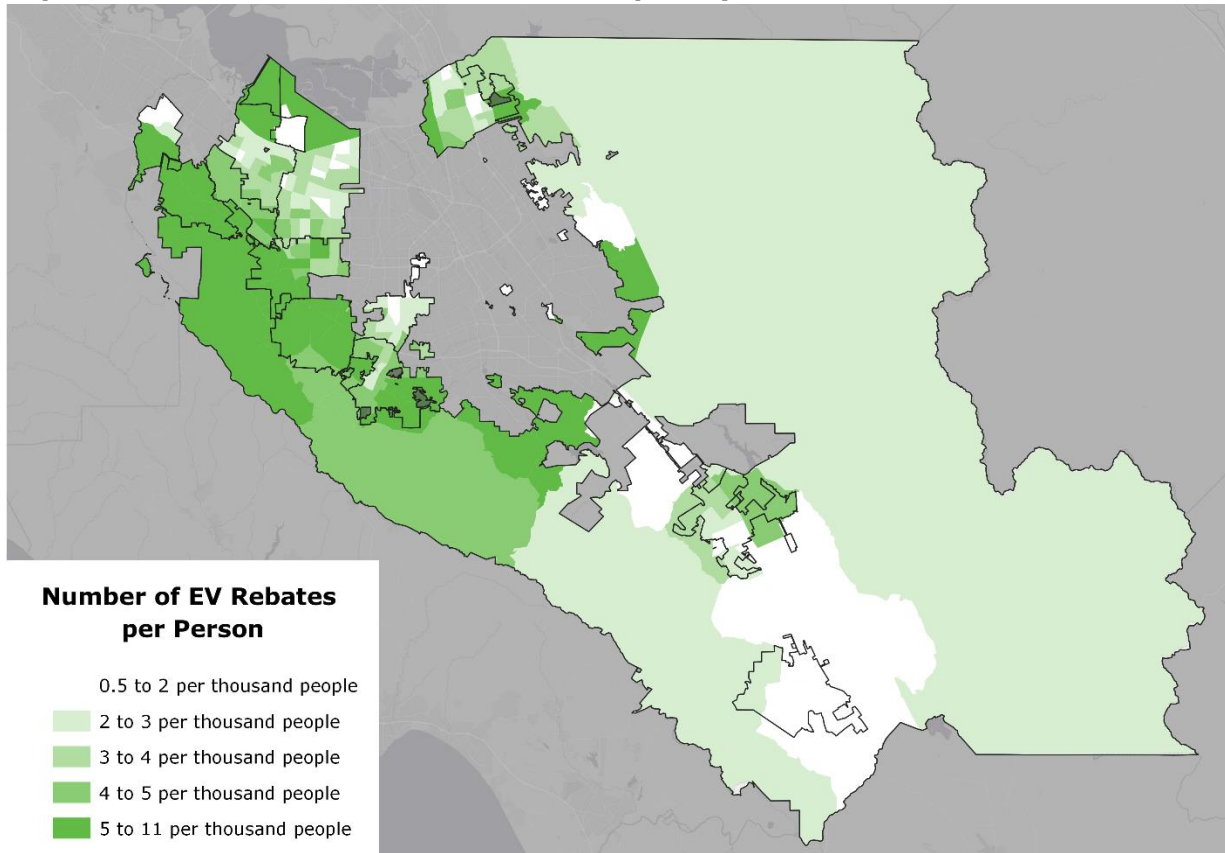 Number of EV Rebates
per Person
0.5 to 2 per thousand people
2 to 3 per thousand people
3 to 4 per thousand people
4 to 5 per thousand people
5 to 11 per thousand people